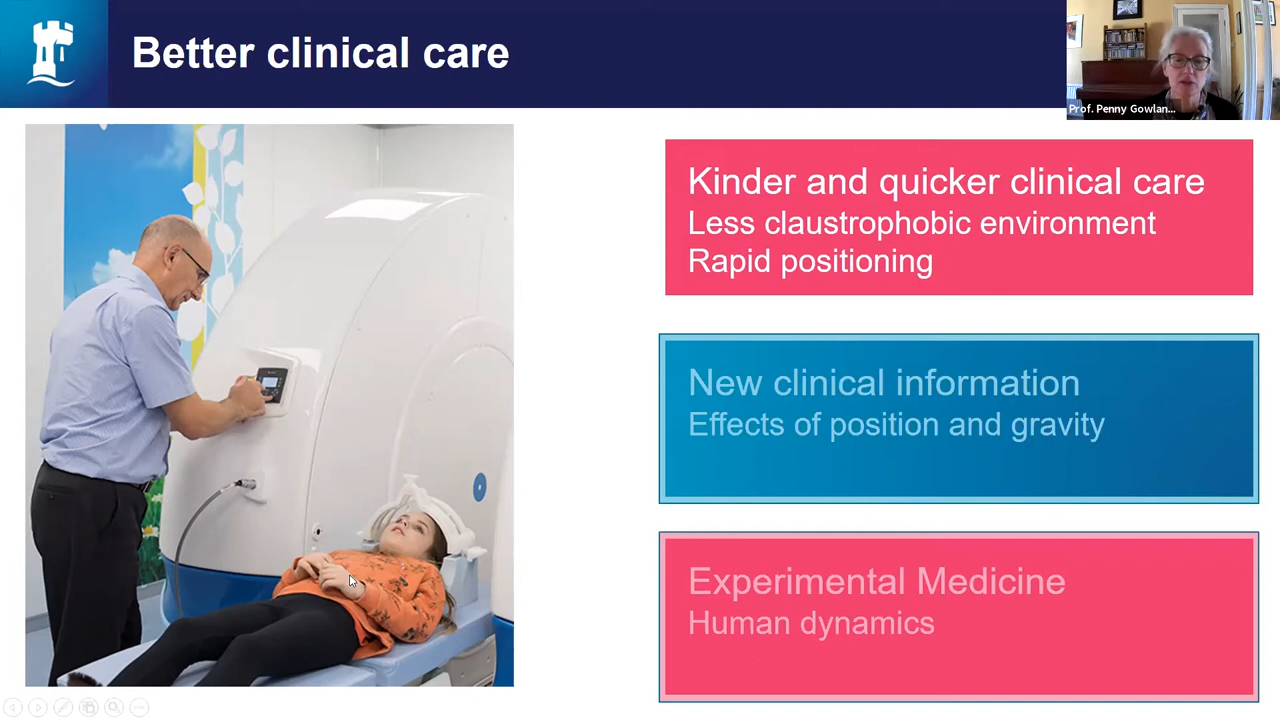 Better clinical care
Prof. Penny Gowlan...
Kinder and quicker clinical care
Less claustrophobic environment
Rapid positioning
New clinical information
Effects of position and gravity
Experimental Medicine
Human dynamics